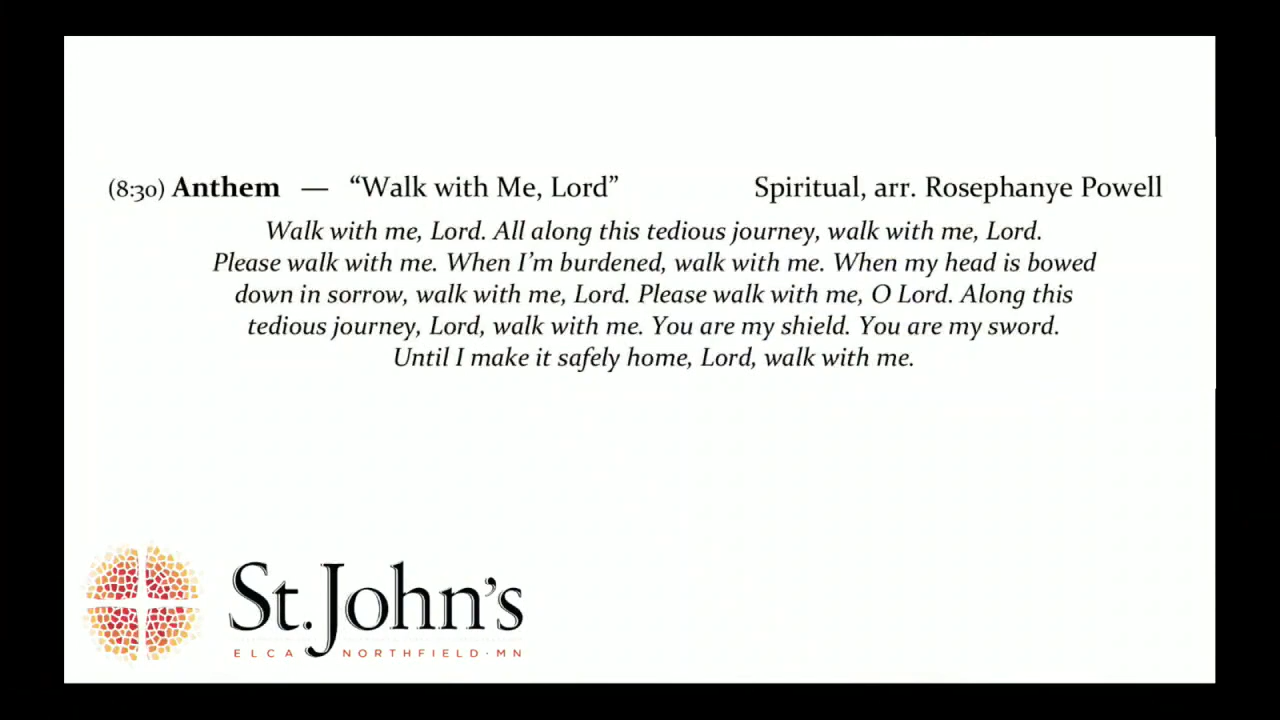 (8:30) Anthem — “Walk with Me, Lord” Spiritual, arr. Rosephanye Powell
Walk with me, Lord. All along this tedious journey, walk with me, Lord.
Please walk with me. When I’m burdened, walk with me. When my head is bowed
down in sorrow, walk with me, Lord. Please walk with me, O Lord. Along this
tedious journey, Lord, walk with me. You are my shield. You are my sword.
Until I make it safely home, Lord, walk with me.
St. John’s
ELCA NORTHFIELD · MN